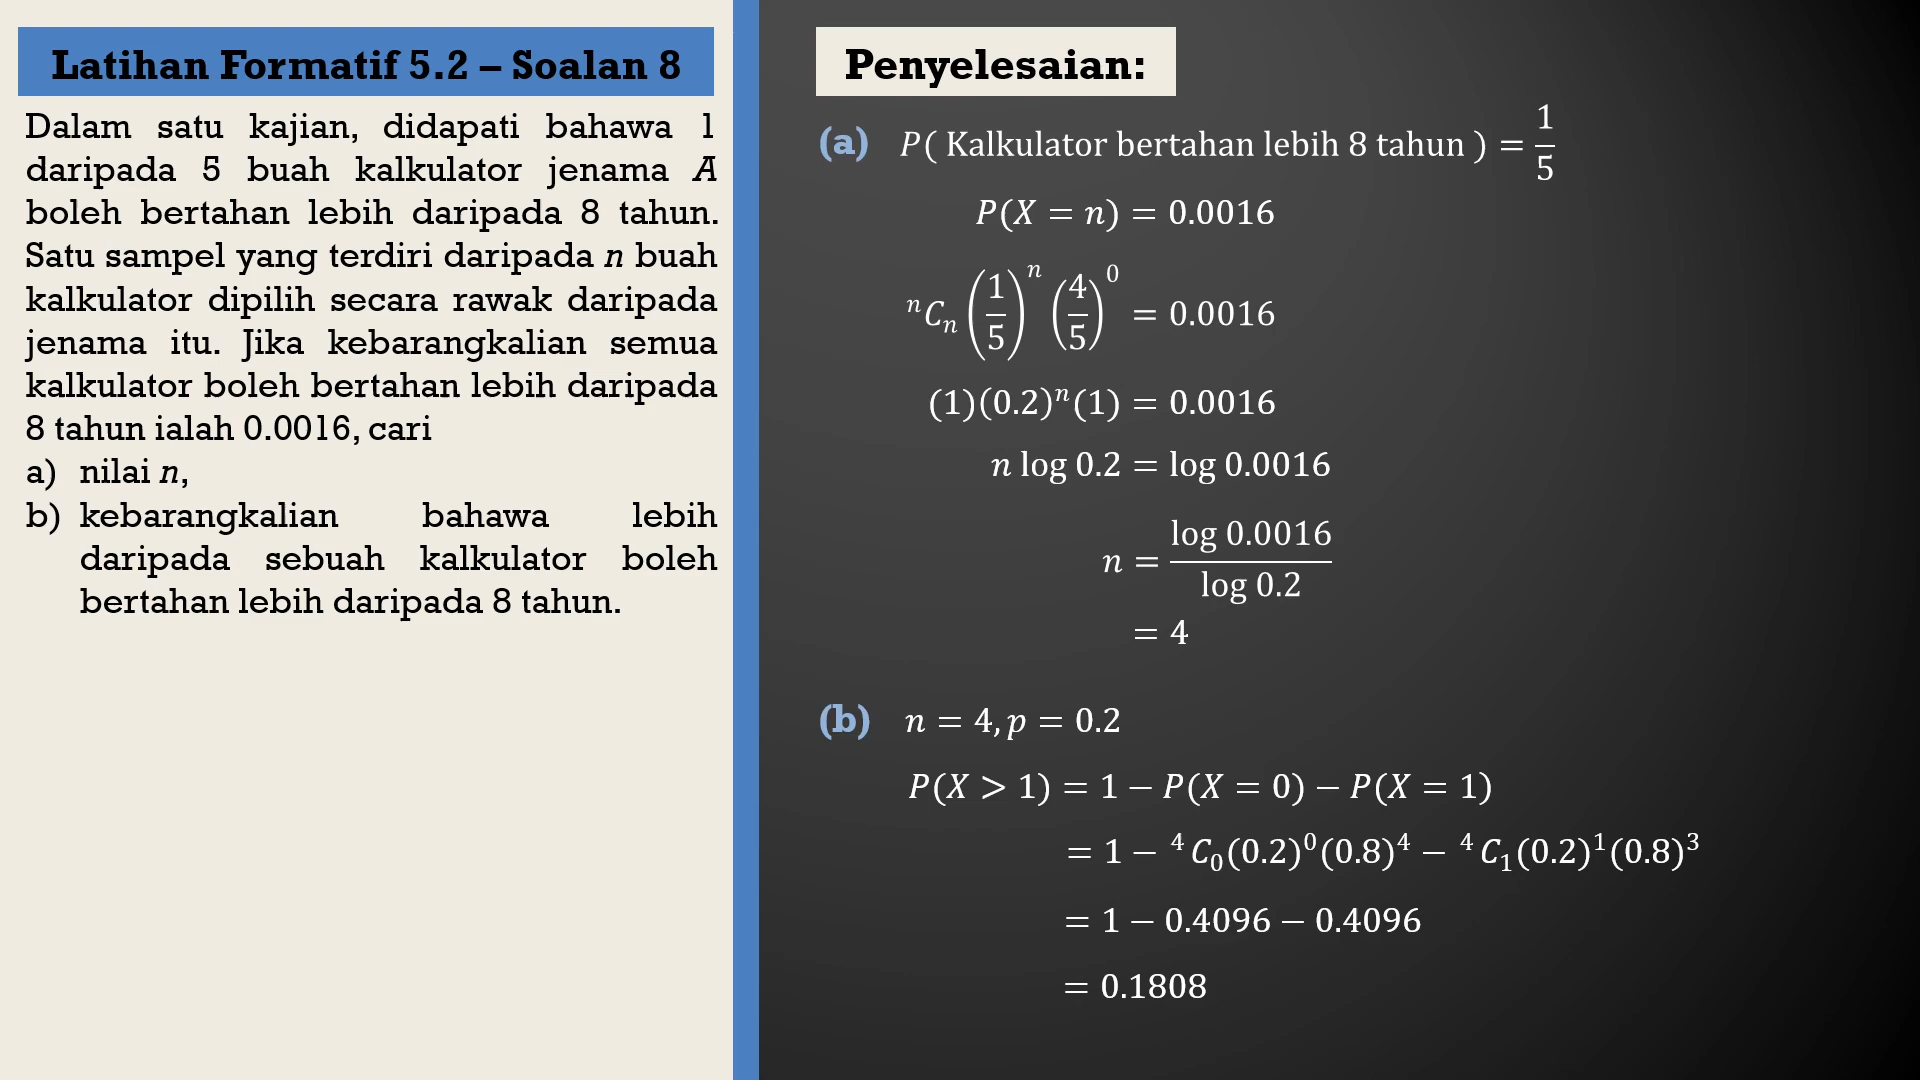 Latihan Formatif 5.2 – Soalan 8
Dalam satu kajian, didapati bahawa 1
daripada 5 buah kalkulator jenama A
boleh bertahan lebih daripada 8 tahun.
Satu sampel yang terdiri daripada n buah
kalkulator dipilih secara rawak daripada
jenama itu. Jika kebarangkalian semua
kalkulator boleh bertahan lebih daripada
8 tahun ialah 0.0016, cari
a) nilai n,
b) kebarangkalian bahawa lebih
daripada sebuah kalkulator boleh
bertahan lebih daripada 8 tahun.
Penyelesaian:
(a) P( Kalkulator bertahan lebih 8 tahun ) = 1/5
P(X = n) = 0.0016
ⁿCₙ (1/5)ⁿ (4/5)⁰ = 0.0016
(1)(0.2)ⁿ(1) = 0.0016
n log 0.2 = log 0.0016
n = log 0.0016 / log 0.2
= 4
(b) n = 4, p = 0.2
P(X > 1) = 1 − P(X = 0) − P(X = 1)
= 1 − ⁴C₀(0.2)⁰(0.8)⁴ − ⁴C₁(0.2)¹(0.8)³
= 1 − 0.4096 − 0.4096
= 0.1808